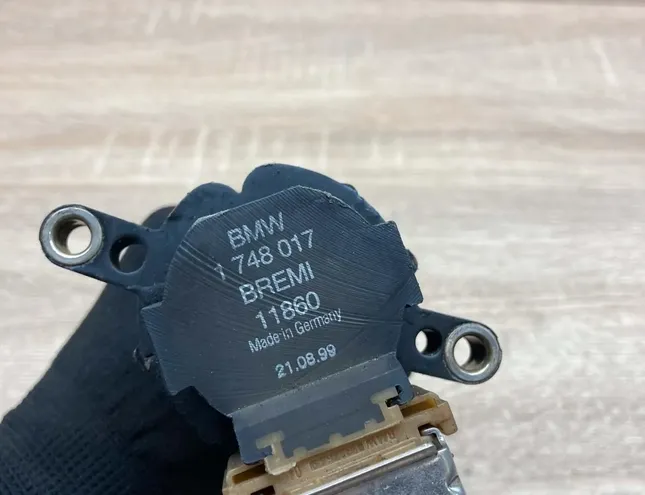 BMW
1 748 017
BREMI
11860
Made in Germany
21.08.99